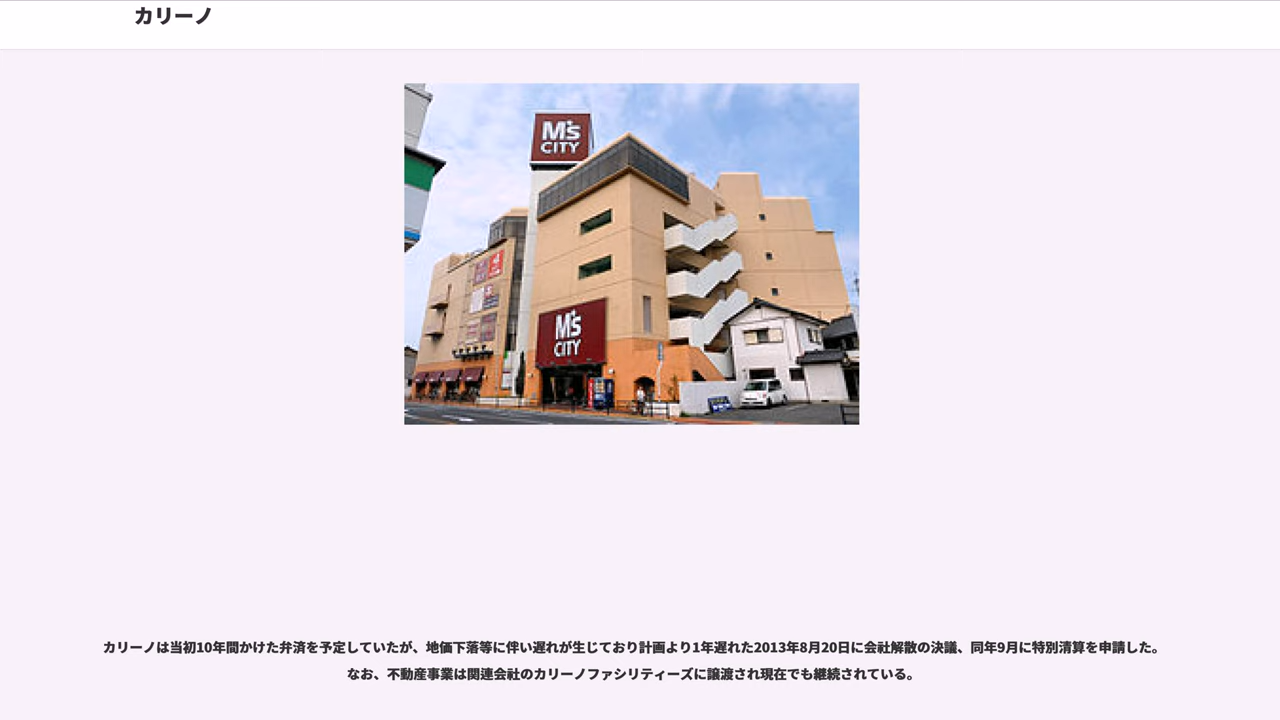 カリーノ
M's
CITY
M's
CITY
カリーノは当初10年間かけた弁済を予定していたが、地価下落等に伴い遅れが生じており計画より1年遅れた2013年8月20日に会社解散の決議、同年9月に特別清算を申請した。
なお、不動産事業は関連会社のカリーノファシリティーズに譲渡され現在でも継続されている。